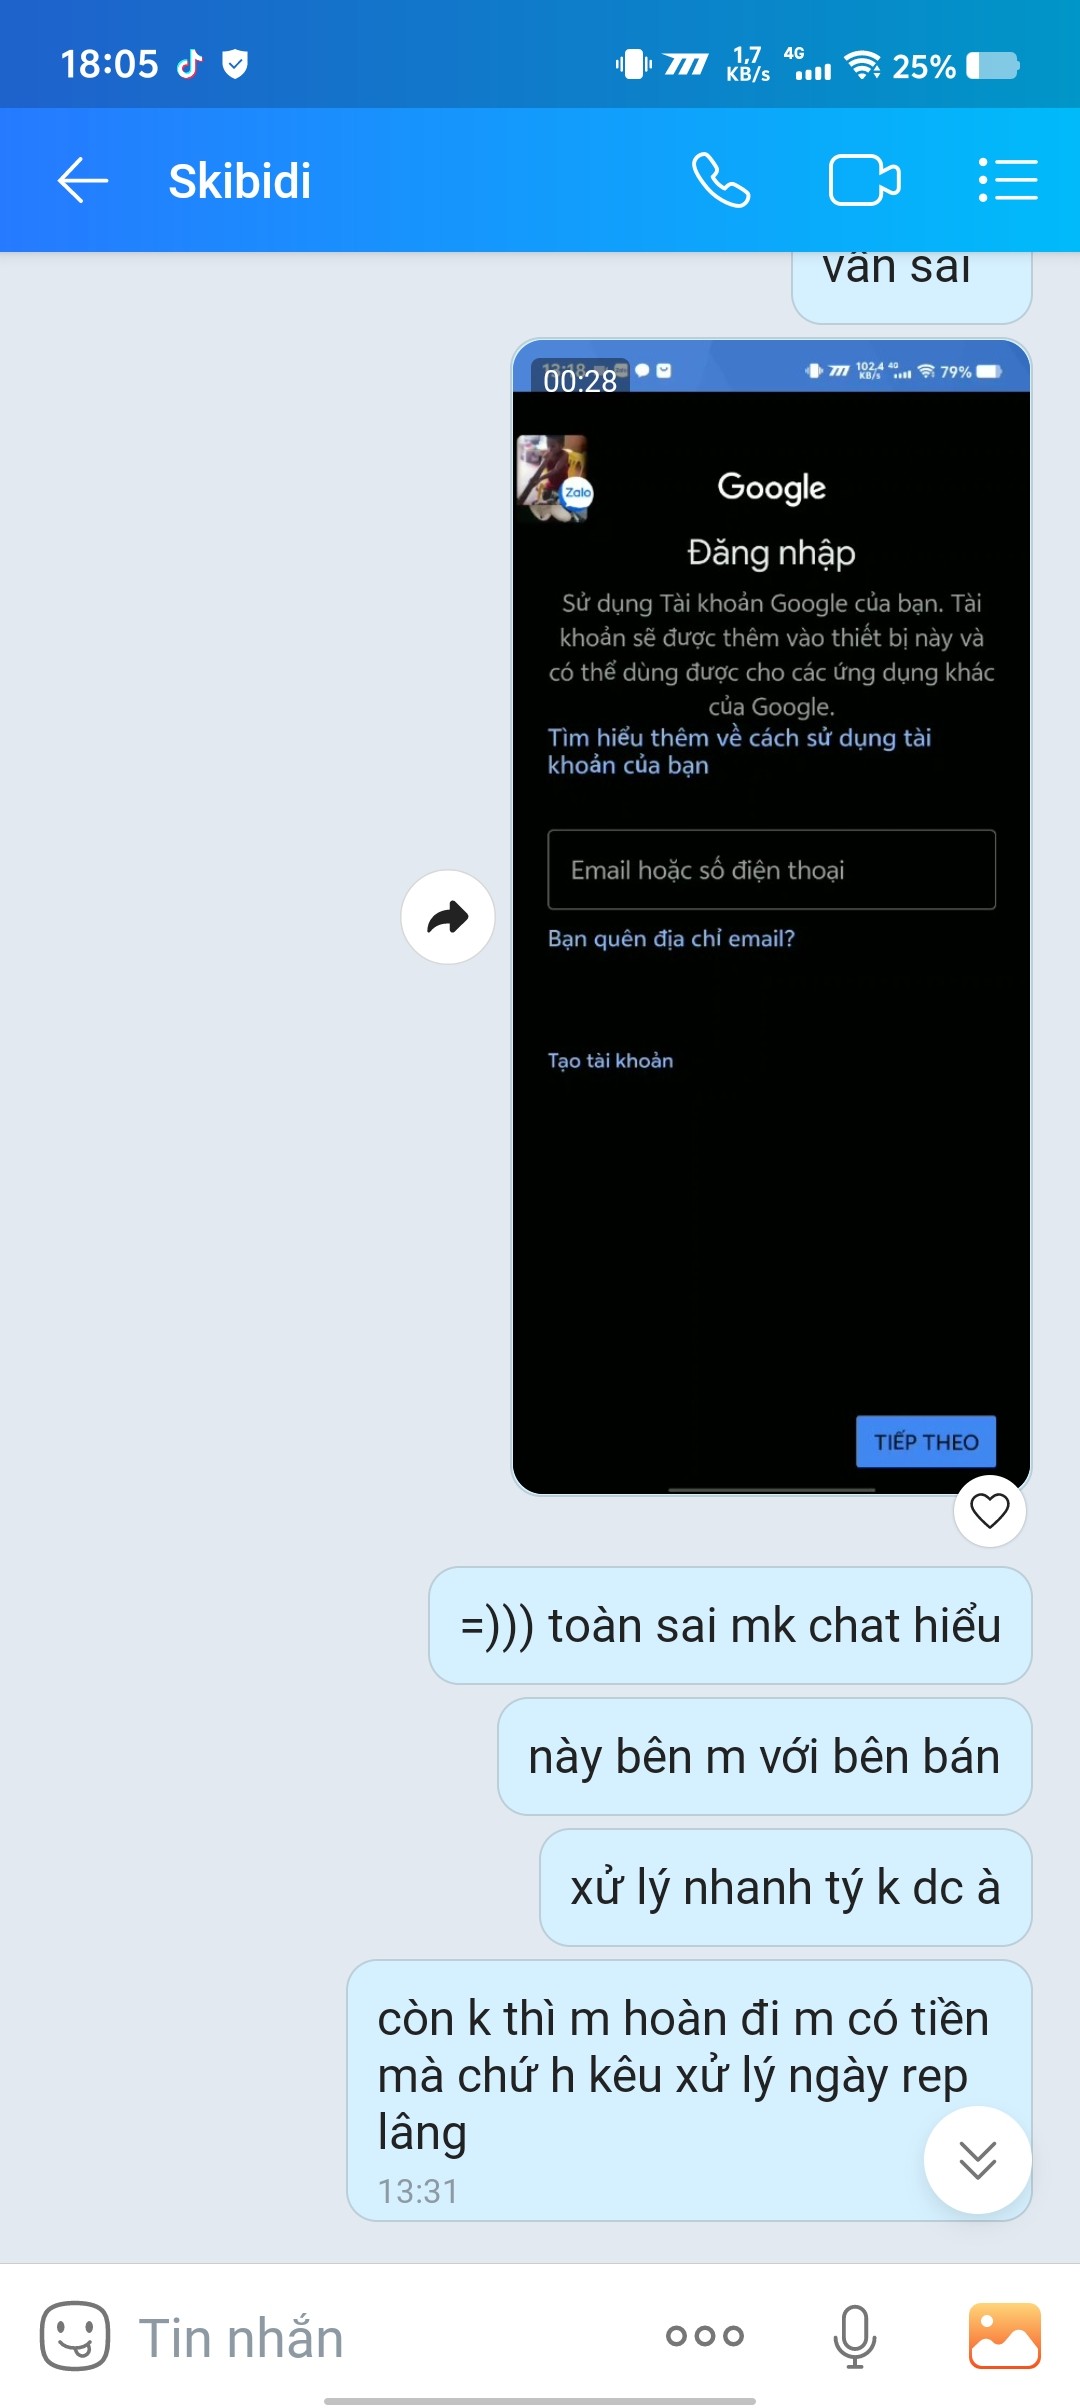 18:05
1,7
KB/s
4G
25%
Skibidi
vẫn sai
00:28
102,4
KB/s
4G
79%
Zalo
Google
Đăng nhập
Sử dụng Tài khoản Google của bạn. Tài
khoản sẽ được thêm vào thiết bị này và
có thể dùng được cho các ứng dụng khác
của Google.
Tìm hiểu thêm về cách sử dụng tài
khoản của bạn
Email hoặc số điện thoại
Bạn quên địa chỉ email?
Tạo tài khoản
TIẾP THEO
=))) toàn sai mk chat hiểu
này bên m với bên bán
xử lý nhanh tý k dc à
còn k thì m hoàn đi m có tiền
mà chứ h kêu xử lý ngày rep
lâng
13:31
Tin nhắn